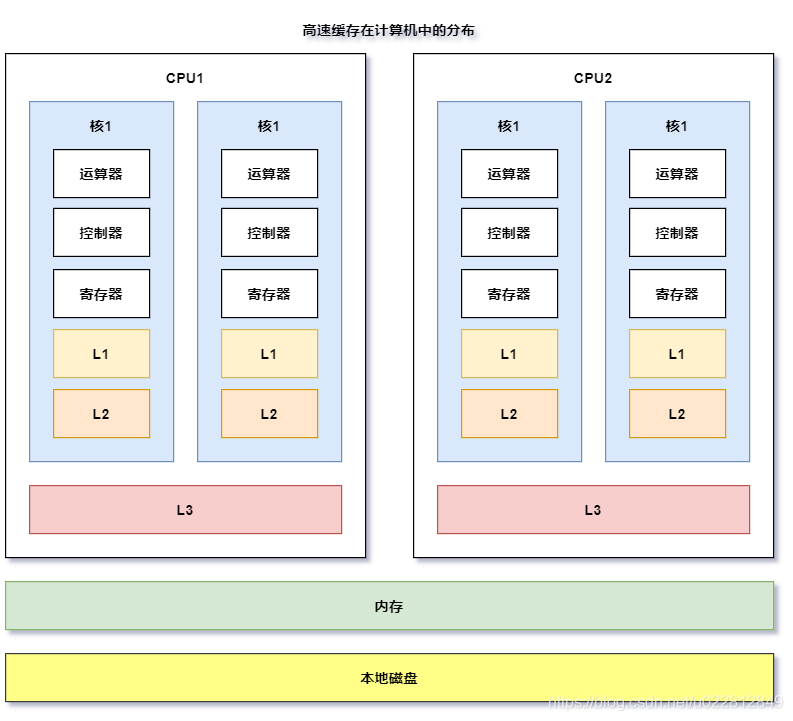 高速缓存在计算机中的分布
CPU1
核1
运算器
控制器
寄存器
L1
L2
核1
运算器
控制器
寄存器
L1
L2
L3
CPU2
核1
运算器
控制器
寄存器
L1
L2
核1
运算器
控制器
寄存器
L1
L2
L3
内存
本地磁盘
https://blog.csdn.net/u022812849